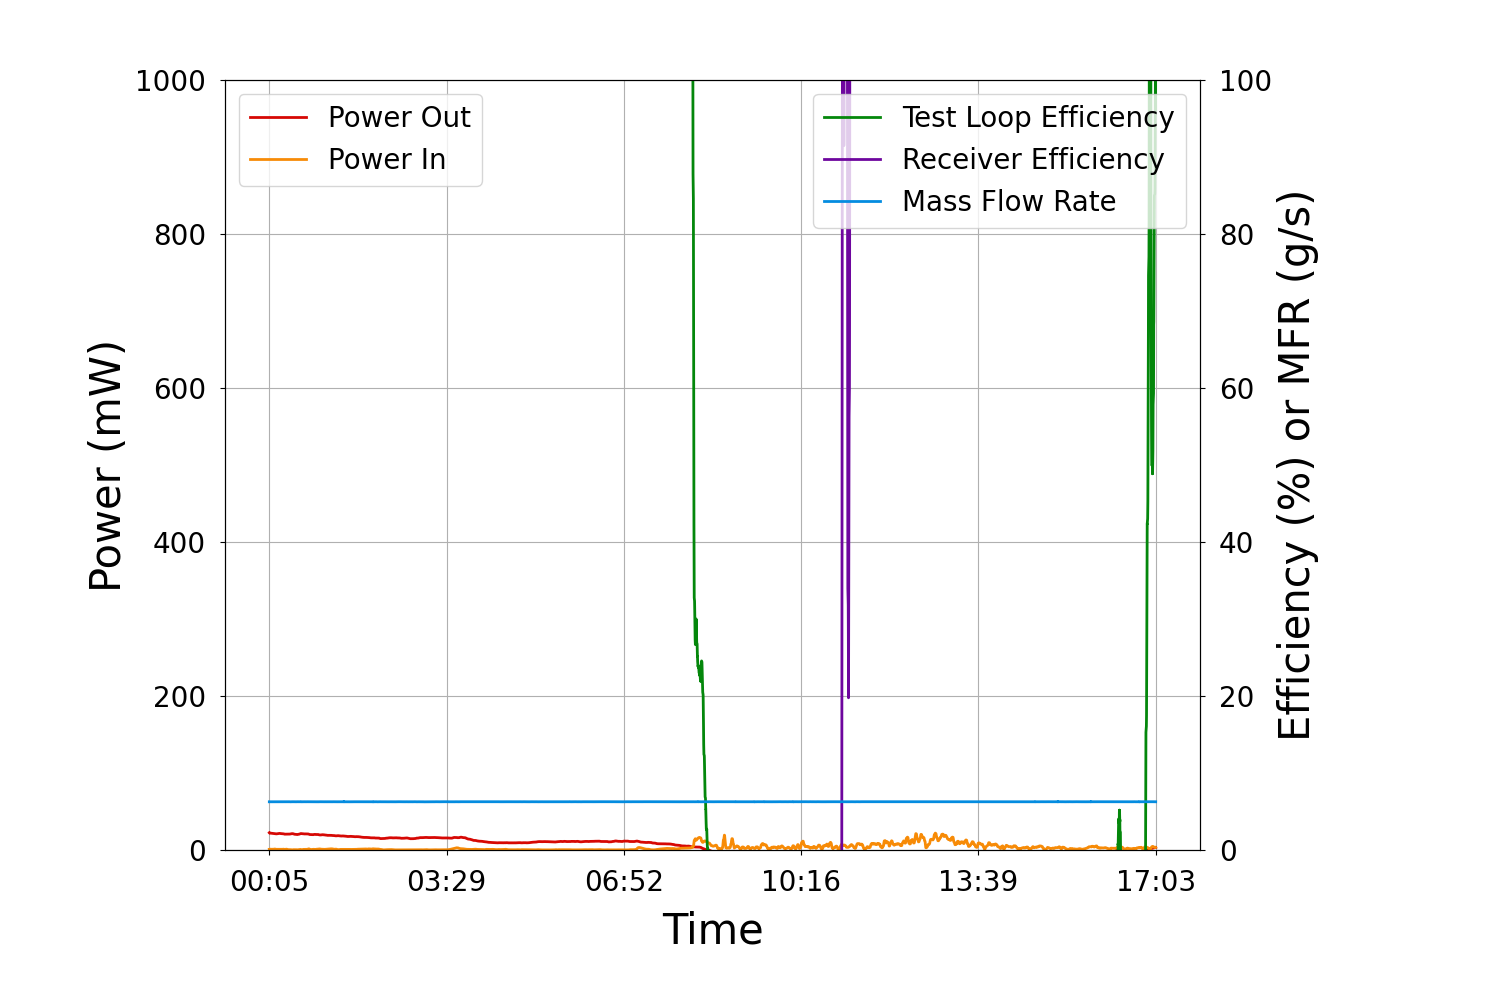 1000
800
600
400
200
0
Power (mW)
Power Out
Power In
Test Loop Efficiency
Receiver Efficiency
Mass Flow Rate
100
80
60
40
20
0
Efficiency (%) or MFR (g/s)
00:05 03:29 06:52 10:16 13:39 17:03
Time